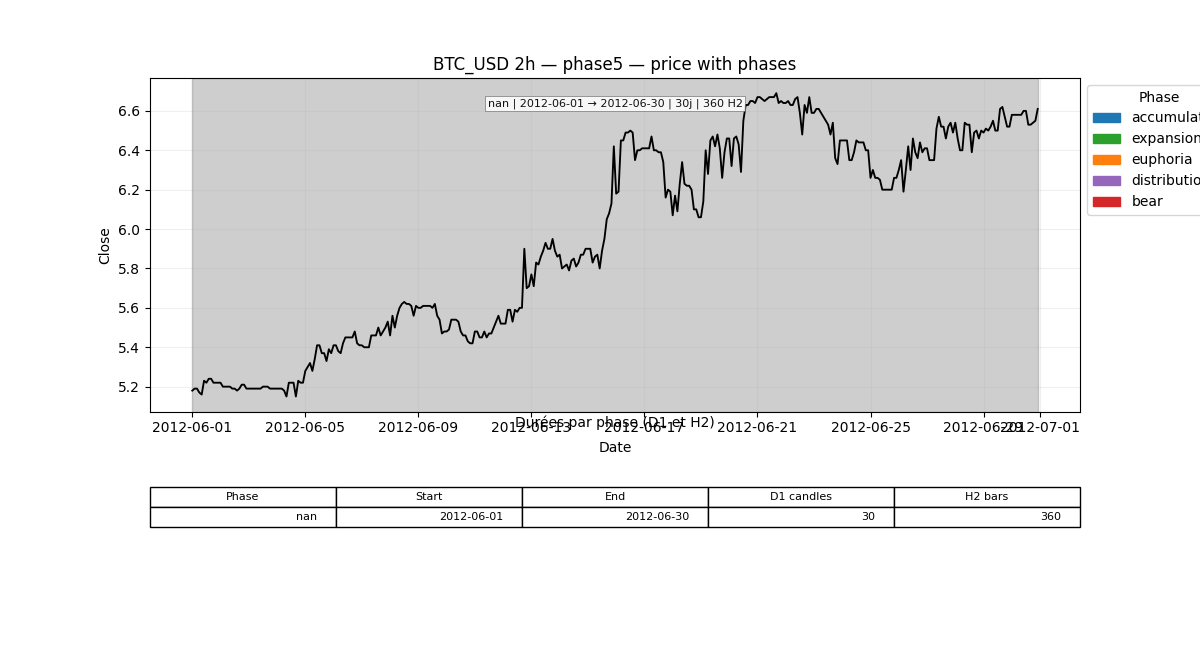 BTC_USD 2h — phase5 — price with phases
nan | 2012-06-01 → 2012-06-30 | 30j | 360 H2
Close
6.6
6.4
6.2
6.0
5.8
5.6
5.4
5.2
Phase
accumulat
expansion
euphoria
distributio
bear
Durées par phase (D1 et H2)
2012-06-01 2012-06-05 2012-06-09 2012-06-13 2012-06-17 2012-06-21 2012-06-25 2012-06-29 2012-07-01
Date
Phase Start End D1 candles H2 bars
nan 2012-06-01 2012-06-30 30 360